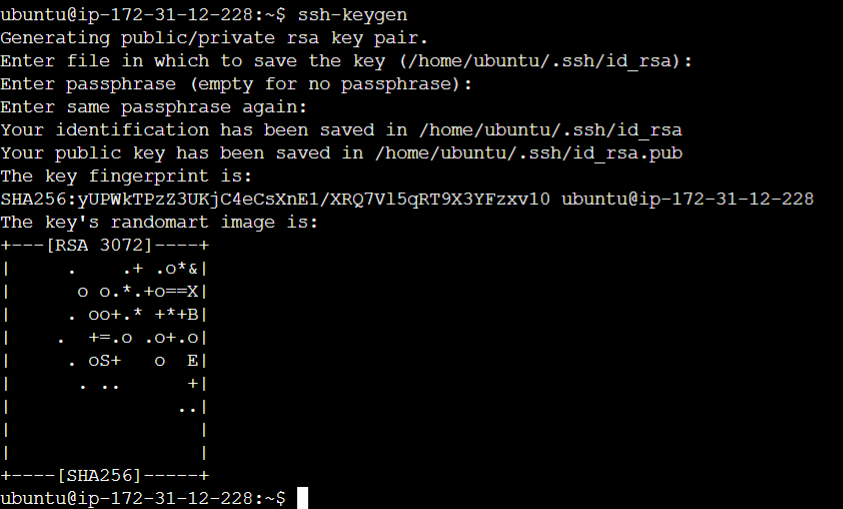 ubuntu@ip-172-31-12-228:~$ ssh-keygen
Generating public/private rsa key pair.
Enter file in which to save the key (/home/ubuntu/.ssh/id_rsa):
Enter passphrase (empty for no passphrase):
Enter same passphrase again:
Your identification has been saved in /home/ubuntu/.ssh/id_rsa
Your public key has been saved in /home/ubuntu/.ssh/id_rsa.pub
The key fingerprint is:
SHA256:yUPWkTPzZ3UKjC4eCsXnE1/XRQ7Vl5qRT9X3YFzxv10 ubuntu@ip-172-31-12-228
The key's randomart image is:
+---[RSA 3072]----+
|      .    .+ .o*&|
|       o o.*.+o==X|
|      . oo+.* +*+B|
|     .  +=.o .o+.o|
|      . oS+   o  E|
|       . ..      +|
|                ..|
|                  |
|                  |
+----[SHA256]-----+
ubuntu@ip-172-31-12-228:~$